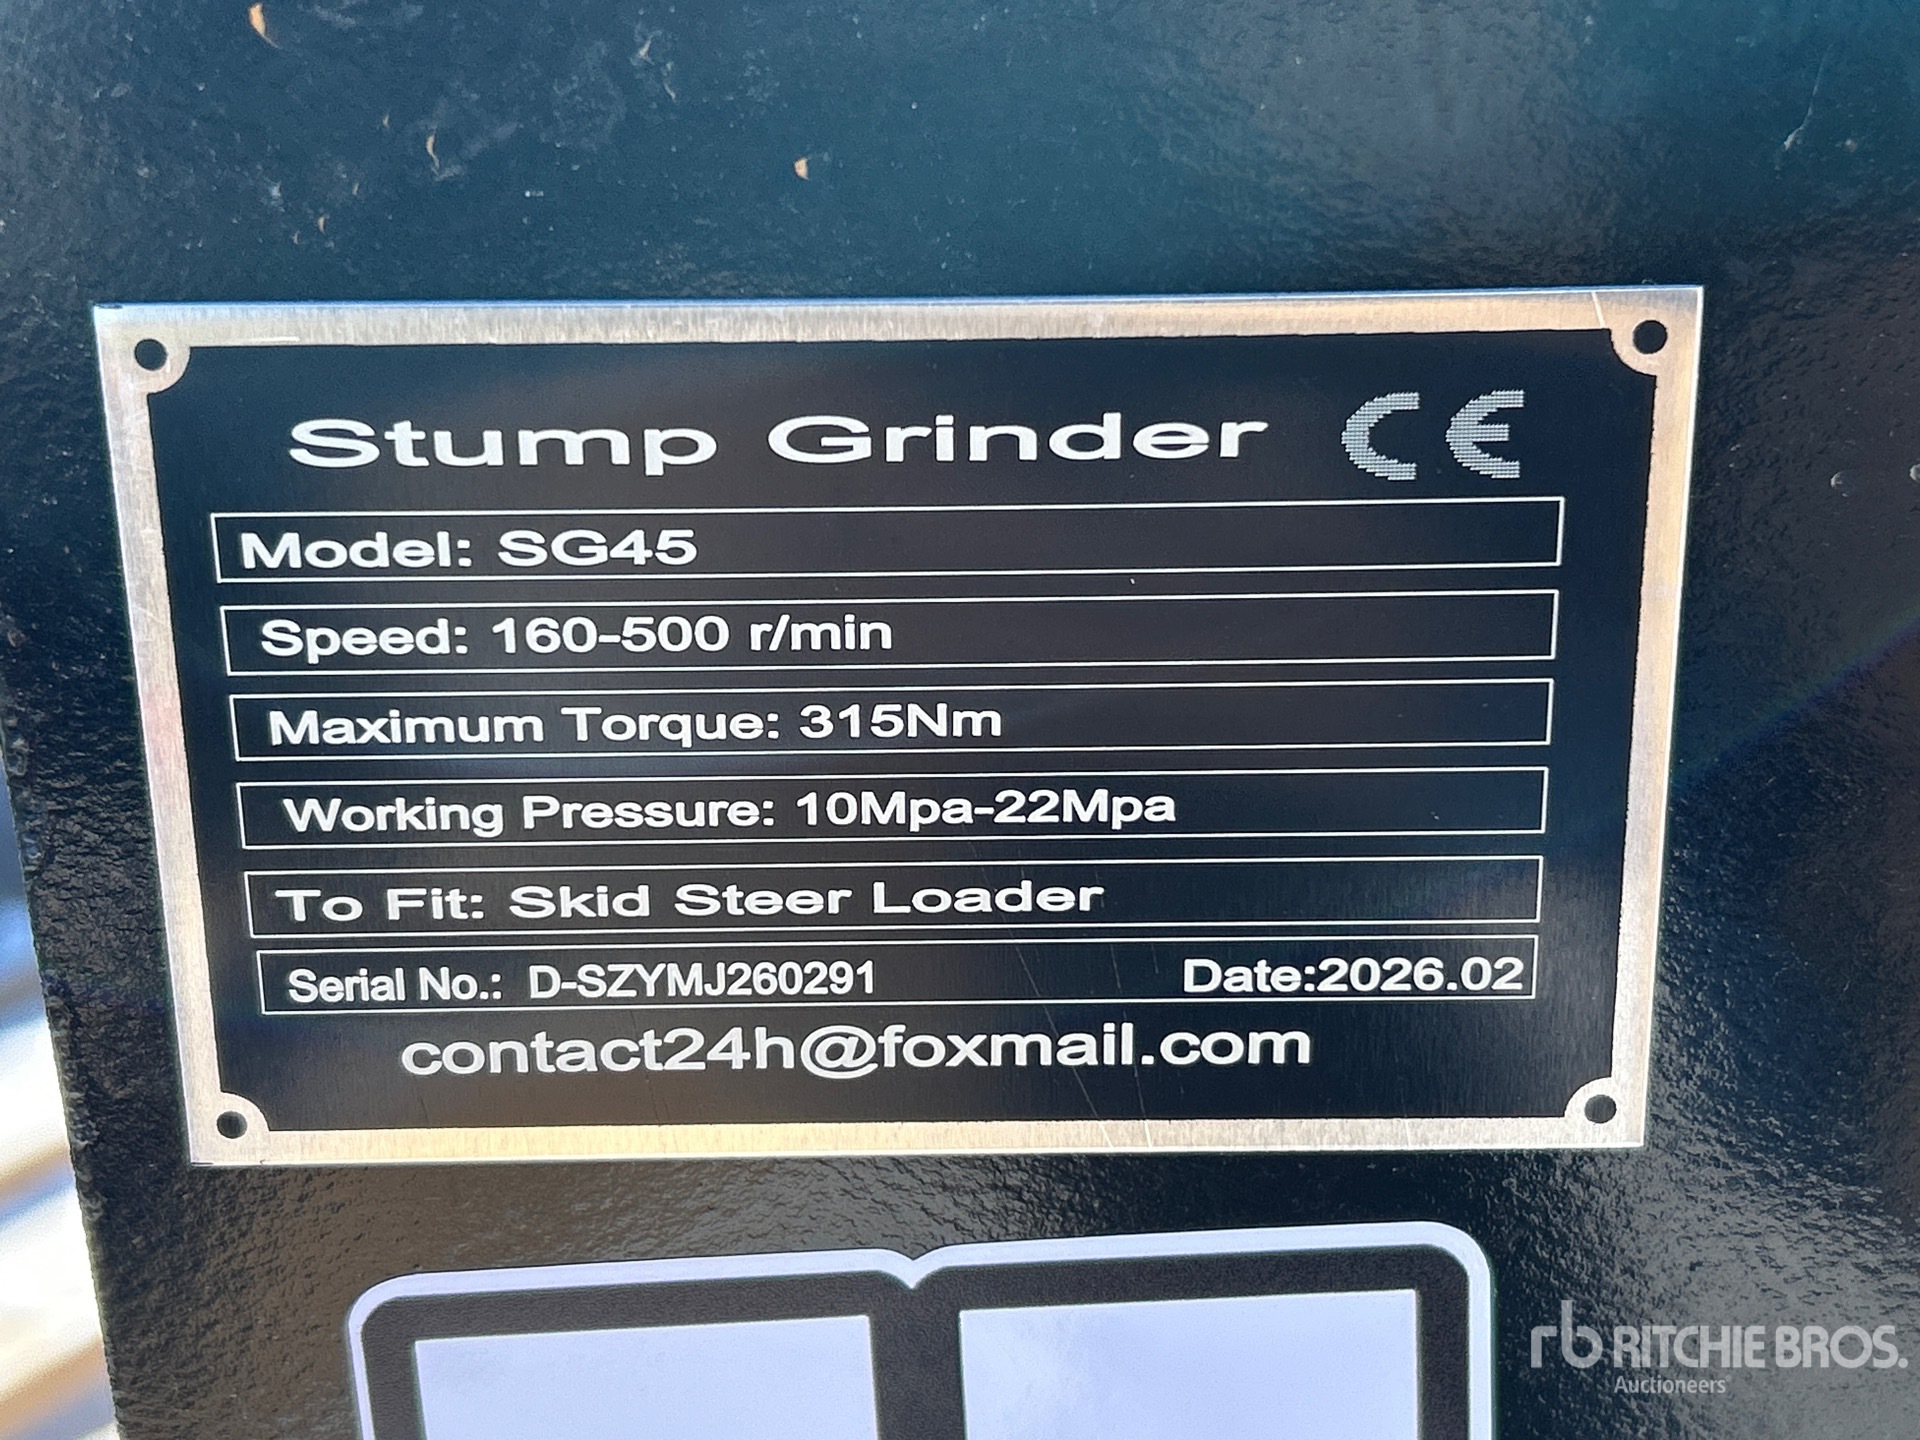 Stump Grinder CE
Model: SG45
Speed: 160-500 r/min
Maximum Torque: 315Nm
Working Pressure: 10Mpa-22Mpa
To Fit: Skid Steer Loader
Serial No.: D-SZYMJ260291 Date:2026.02
contact24h@foxmail.com
rb RITCHIE BROS.
Auctioneers